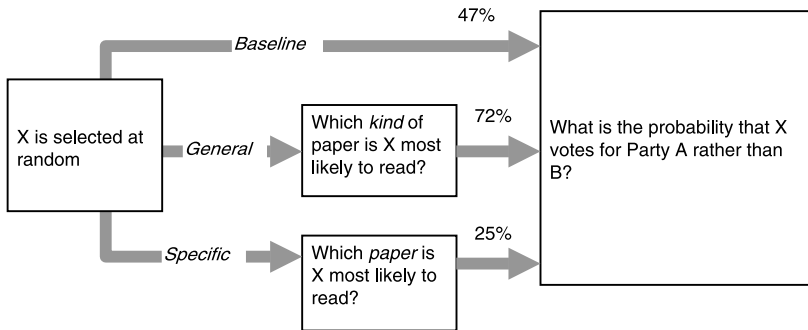 47%
Baseline
X is selected at
random
General
Which kind of
paper is X most
likely to read?
72%
What is the probability that X
votes for Party A rather than
B?
Specific
Which paper is
X most likely to
read?
25%